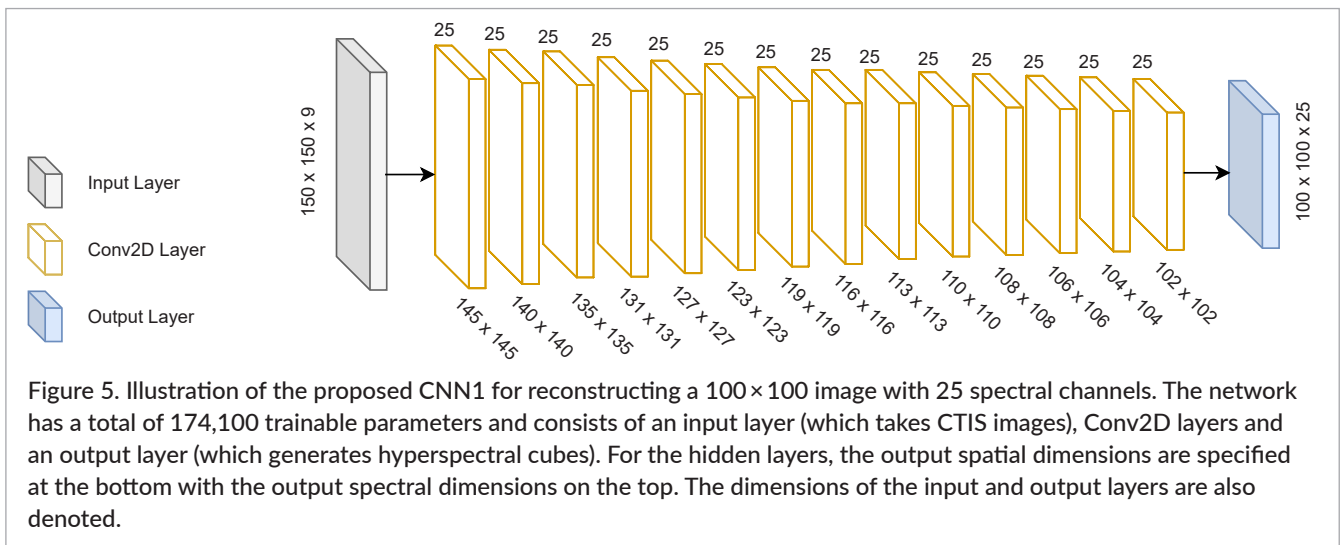 25 25 25 25 25 25 25 25 25 25 25 25 25 25
150 x 150 x 9
100 x 100 x 25
Input Layer
Conv2D Layer
Output Layer
145 x 145
140 x 140
135 x 135
131 x 131
127 x 127
123 x 123
119 x 119
116 x 116
113 x 113
110 x 110
108 x 108
106 x 106
104 x 104
102 x 102
Figure 5. Illustration of the proposed CNN1 for reconstructing a 100 × 100 image with 25 spectral channels. The network
has a total of 174,100 trainable parameters and consists of an input layer (which takes CTIS images), Conv2D layers and
an output layer (which generates hyperspectral cubes). For the hidden layers, the output spatial dimensions are specified
at the bottom with the output spectral dimensions on the top. The dimensions of the input and output layers are also
denoted.